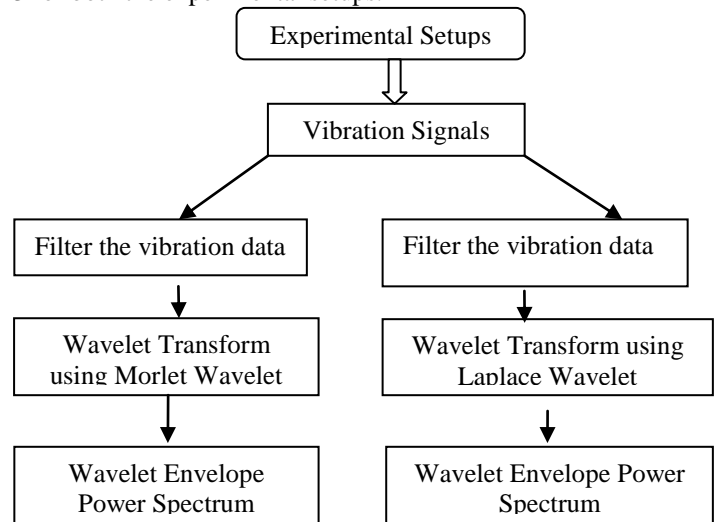 Experimental Setups
Vibration Signals
Filter the vibration data
Filter the vibration data
Wavelet Transform
using Morlet Wavelet
Wavelet Transform using
Laplace Wavelet
Wavelet Envelope
Power Spectrum
Wavelet Envelope Power
Spectrum